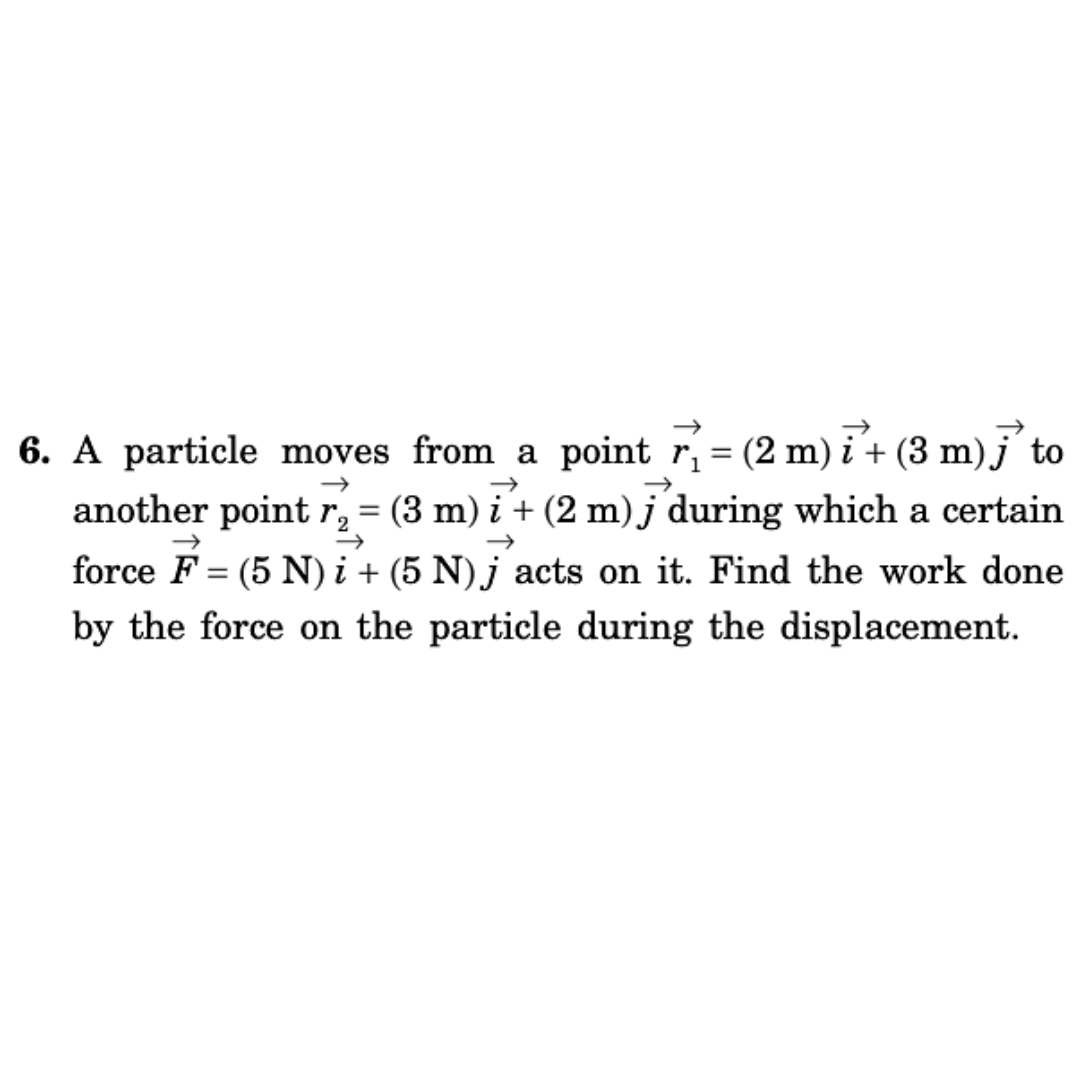 6. A particle moves from a point r⃗₁ = (2 m) i⃗ + (3 m) j⃗ to
another point r⃗₂ = (3 m) i⃗ + (2 m) j⃗ during which a certain
force F⃗ = (5 N) i⃗ + (5 N) j⃗ acts on it. Find the work done
by the force on the particle during the displacement.